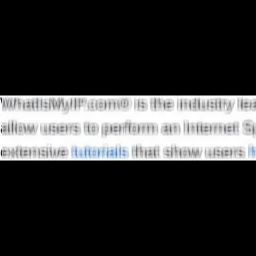 WhatIsMyIP.com® is the industry
allow users to perform an Internet
extensive tutorials that show users